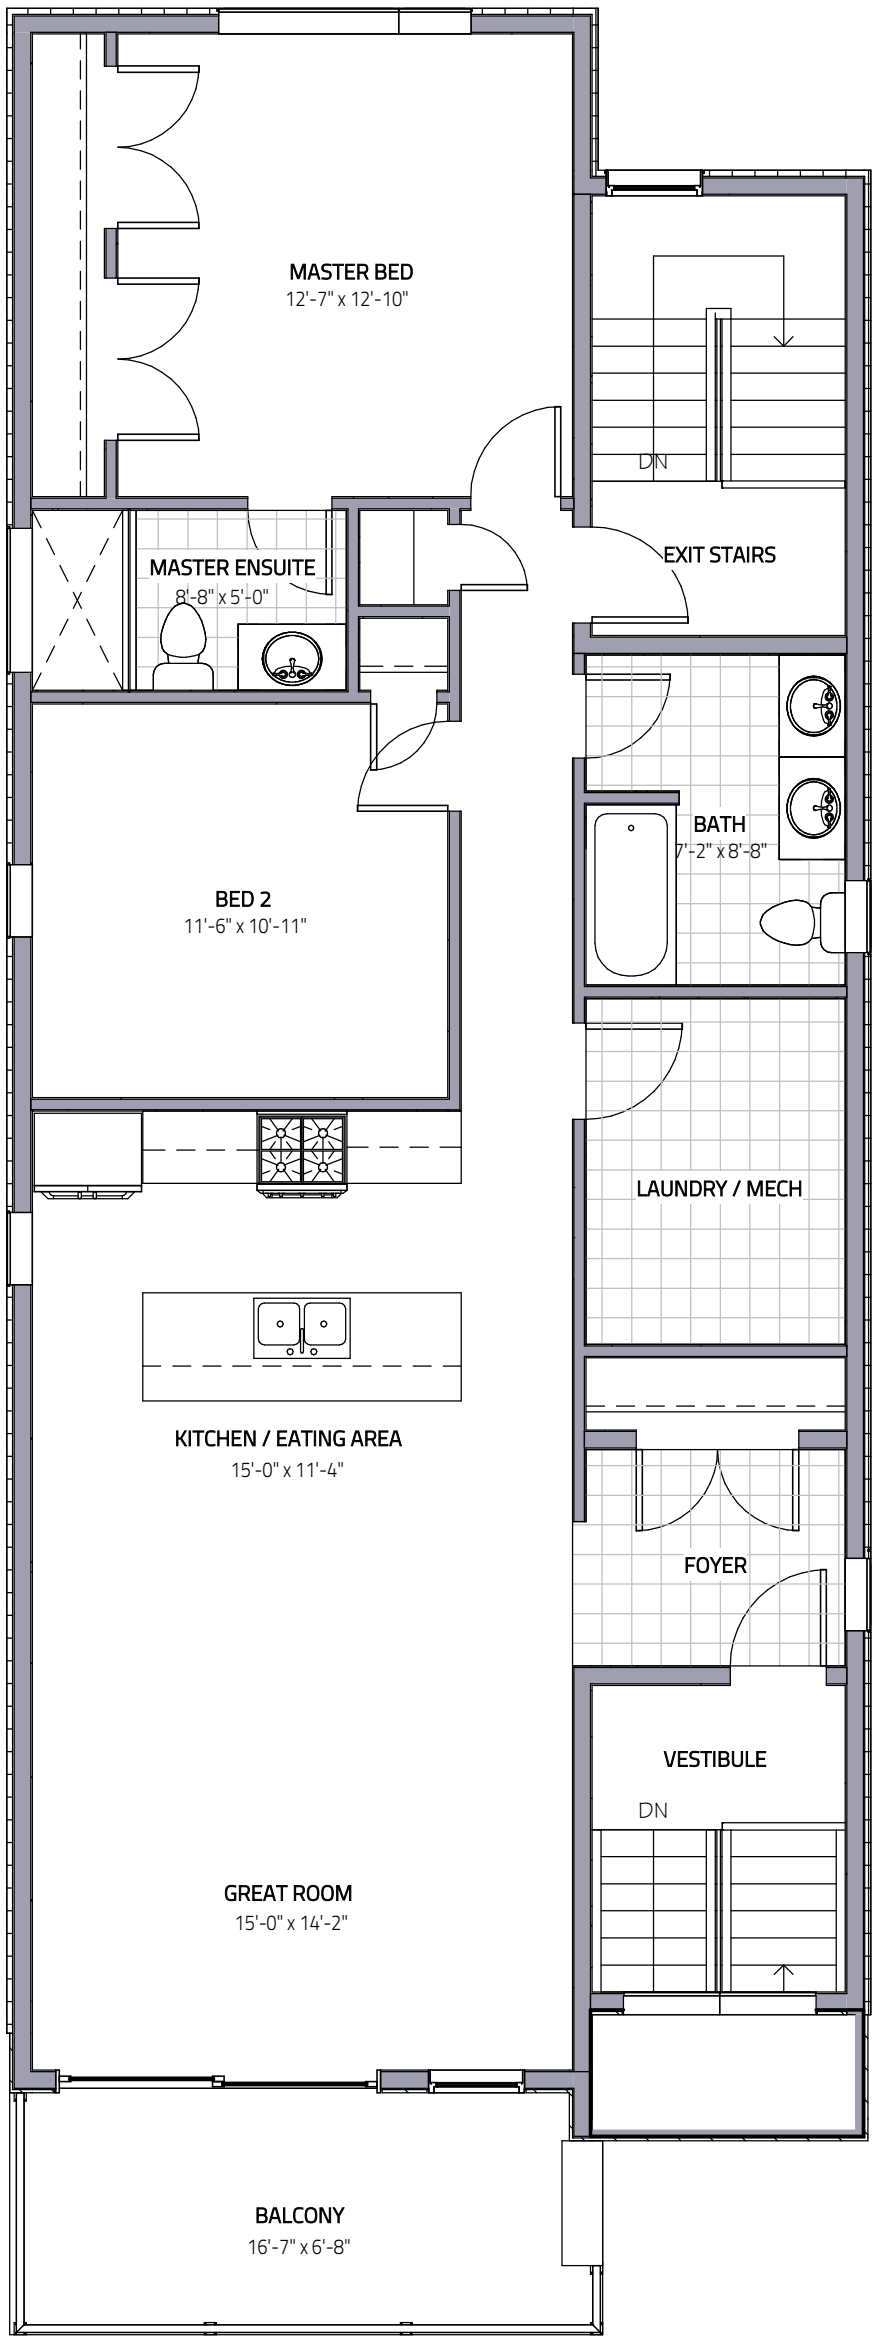 MASTER BED
12'-7" x 12'-10"
DN
EXIT STAIRS
MASTER ENSUITE
8'-8" x 5'-0"
BATH
7'-2" x 8'-8"
BED 2
11'-6" x 10'-11"
LAUNDRY / MECH
KITCHEN / EATING AREA
15'-0" x 11'-4"
FOYER
VESTIBULE
DN
GREAT ROOM
15'-0" x 14'-2"
BALCONY
16'-7" x 6'-8"